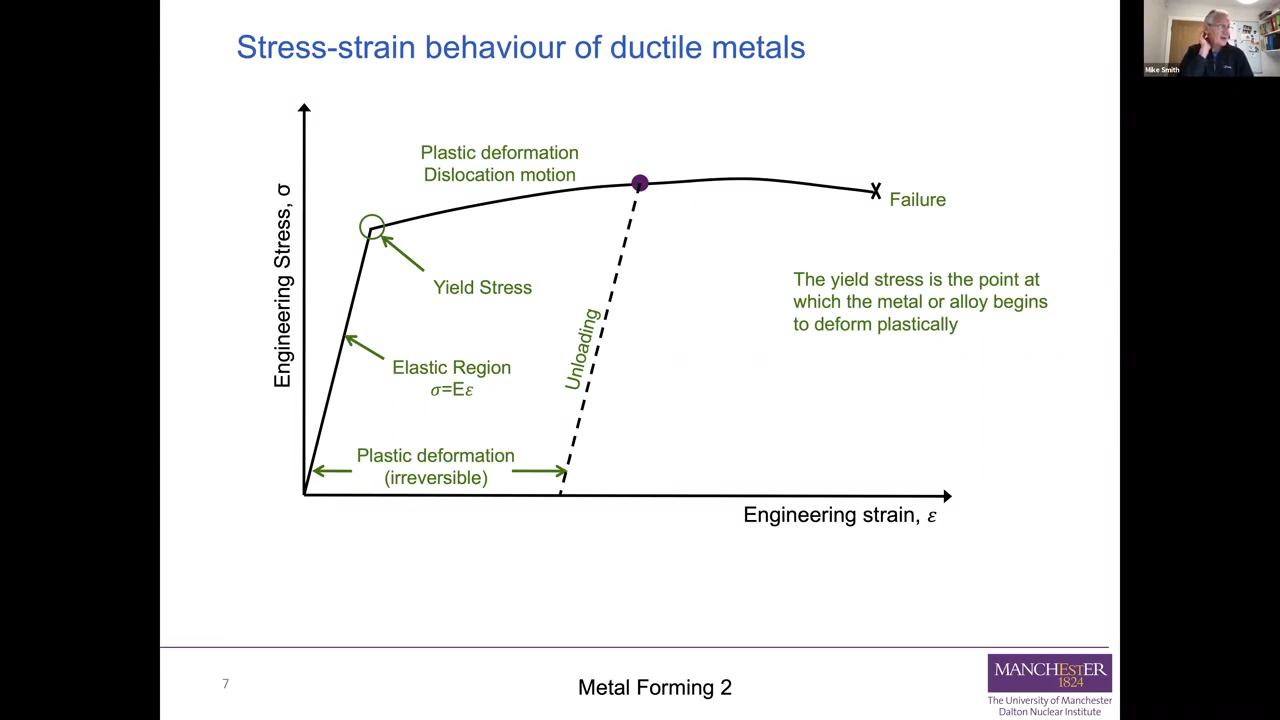 Stress-strain behaviour of ductile metals
Mike Smith
Plastic deformation
Dislocation motion
Failure
Engineering Stress, σ
Yield Stress
The yield stress is the point at
which the metal or alloy begins
to deform plastically
Unloading
Elastic Region
σ=Eε
Plastic deformation
(irreversible)
Engineering strain, ε
7
Metal Forming 2
MANCHESTER
1824
The University of Manchester
Dalton Nuclear Institute